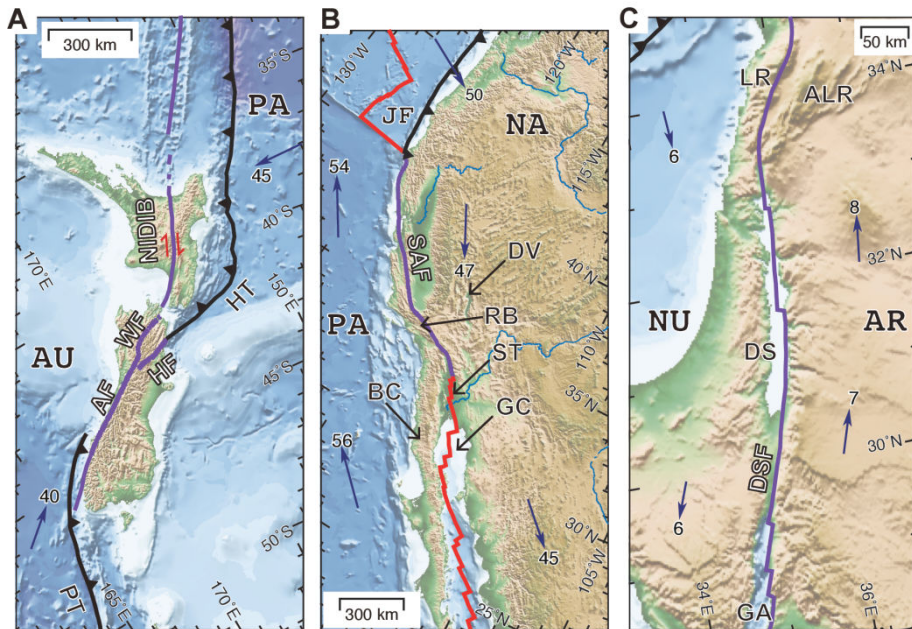 A
300 km
35°S
PA
45
40°S
NIDIB
170°E
HT
150°E
WF
HF
AU
AF
45°S
40
50°S
PT
165°E
170°E
B
130°W
120°W
50
JF
NA
115°W
54
SAF
47
DV
40°N
PA
RB
110°W
ST
BC
GC
35°N
56
30°N
45
105°W
300 km
25°N
C
50 km
34°N
LR
ALR
6
8
32°N
NU
AR
DS
7
30°N
DSF
6
34°E
36°E
GA